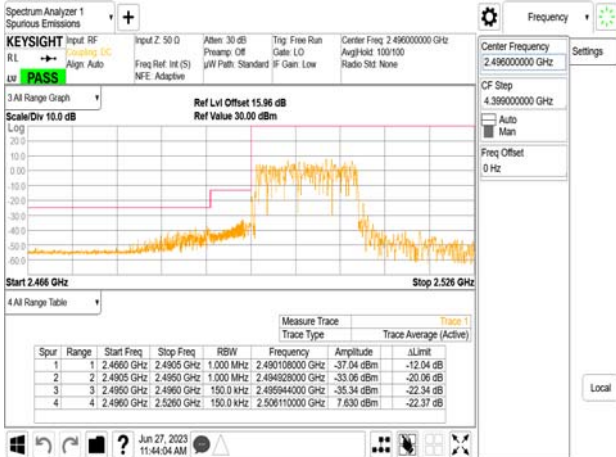 Spectrum Analyzer 1
Spurious Emissions
Frequency
KEYSIGHT Input: RF
Coupling: DC
Align: Auto
RL
LV PASS
Input Z: 50 Ω
Freq Ref: Int (S)
NFE: Adaptive
Atten: 30 dB
Preamp: Off
µW Path: Standard
Trig: Free Run
Gate: LO
IF Gain: Low
Center Freq: 2.496000000 GHz
Avg|Hold: 100/100
Radio Std: None
Center Frequency
2.496000000 GHz
Settings
CF Step
4.399000000 GHz
Auto
Man
Freq Offset
0 Hz
Local
3 All Range Graph
Scale/Div 10.0 dB
Ref Lvl Offset 15.96 dB
Ref Value 30.00 dBm
Log
20.0
10.0
0.00
-10.0
-20.0
-30.0
-40.0
-50.0
-60.0
Start 2.466 GHz
Stop 2.526 GHz
4 All Range Table
Measure Trace Trace 1
Trace Type Trace Average (Active)
Spur Range Start Freq Stop Freq RBW Frequency Amplitude ΔLimit
1 1 2.4660 GHz 2.4905 GHz 1.000 MHz 2.490108000 GHz -37.04 dBm -12.04 dB
2 2 2.4905 GHz 2.4950 GHz 1.000 MHz 2.494928000 GHz -33.06 dBm -20.06 dB
3 3 2.4950 GHz 2.4960 GHz 150.0 kHz 2.495944000 GHz -35.34 dBm -22.34 dB
4 4 2.4960 GHz 2.5260 GHz 150.0 kHz 2.506110000 GHz 7.630 dBm -22.37 dB
Jun 27, 2023
11:44:04 AM